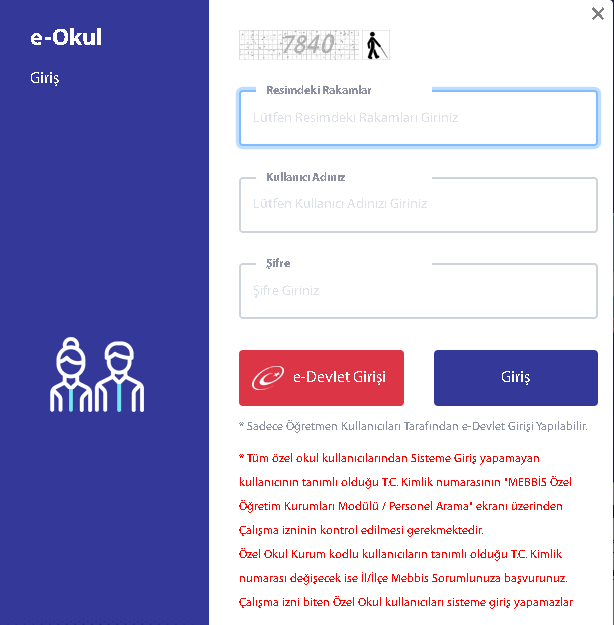 e-Okul
Giriş
7840
Resimdeki Rakamlar
Lütfen Resimdeki Rakamları Giriniz
Kullanıcı Adınız
Lütfen Kullanıcı Adınızı Giriniz
Şifre
Şifre Giriniz
e-Devlet Girişi
Giriş
* Sadece Öğretmen Kullanıcıları Tarafından e-Devlet Girişi Yapılabilir.
* Tüm özel okul kullanıcılarından Sisteme Giriş yapamayan
kullanıcının tanımlı olduğu T.C. Kimlik numarasının "MEBBİS Özel
Öğretim Kurumları Modülü / Personel Arama" ekranı üzerinden
Çalışma izninin kontrol edilmesi gerekmektedir.
Özel Okul Kurum kodlu kullanıcıların tanımlı olduğu T.C. Kimlik
numarası değişecek ise İl/İlçe Mebbis Sorumlunuza başvurunuz.
Çalışma izni biten Özel Okul kullanıcıları sisteme giriş yapamazlar